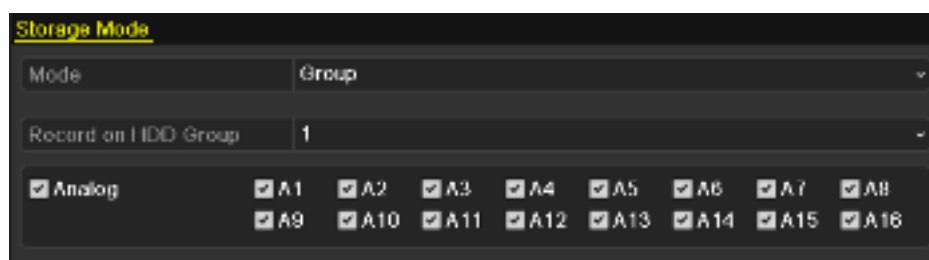 Storage Mode
Mode Group
Record on HDD Group 1
Analog A1 A2 A3 A4 A5 A6 A7 A8
A9 A10 A11 A12 A13 A14 A15 A16